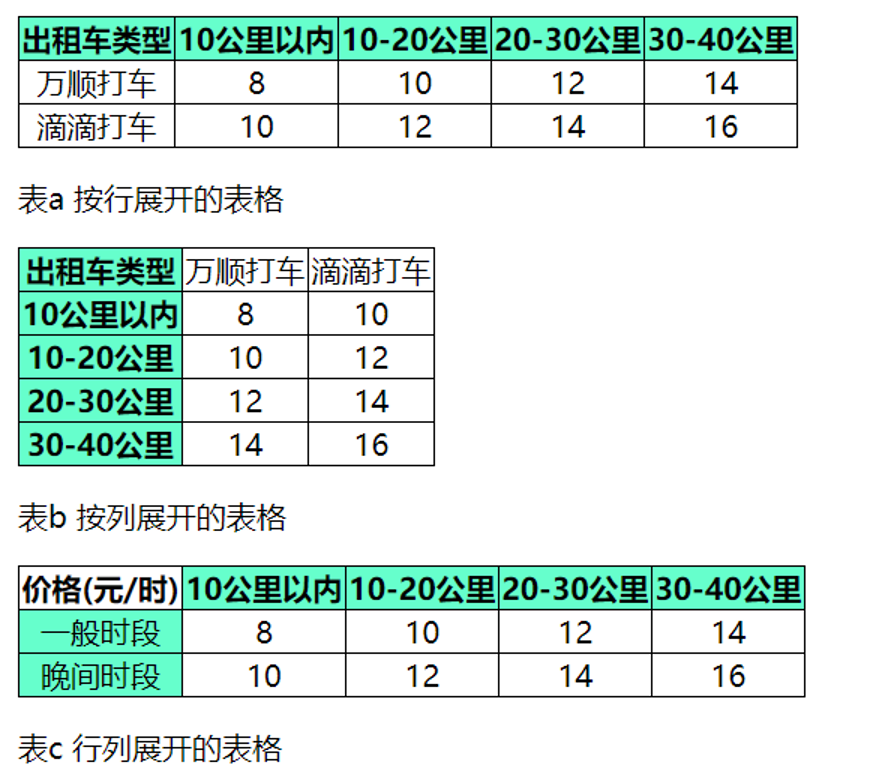 出租车类型 10公里以内 10-20公里 20-30公里 30-40公里
万顺打车 8 10 12 14
滴滴打车 10 12 14 16
表a 按行展开的表格
出租车类型 万顺打车 滴滴打车
10公里以内 8 10
10-20公里 10 12
20-30公里 12 14
30-40公里 14 16
表b 按列展开的表格
价格(元/时) 10公里以内 10-20公里 20-30公里 30-40公里
一般时段 8 10 12 14
晚间时段 10 12 14 16
表c 行列展开的表格